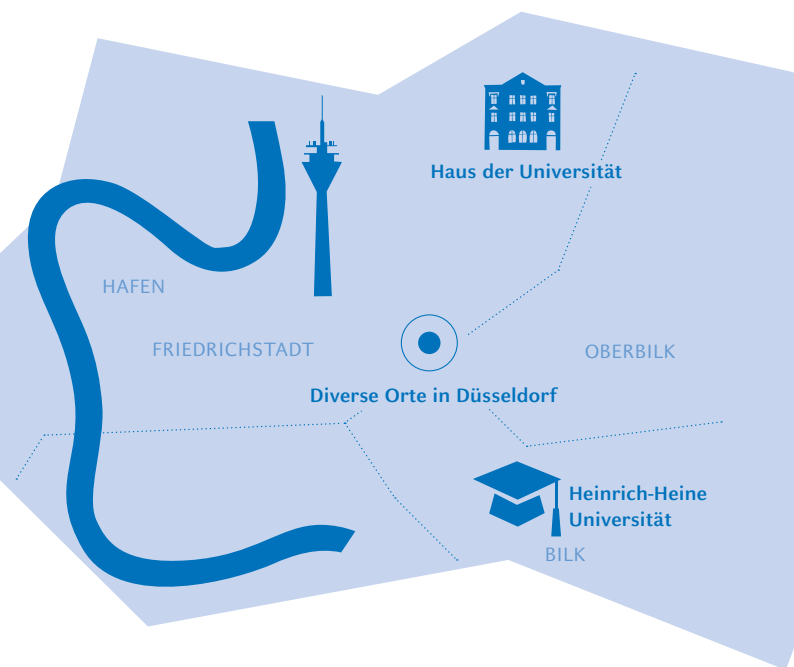 Haus der Universität
HAFEN
FRIEDRICHSTADT
OBERBILK
Diverse Orte in Düsseldorf
Heinrich-Heine
Universität
BILK